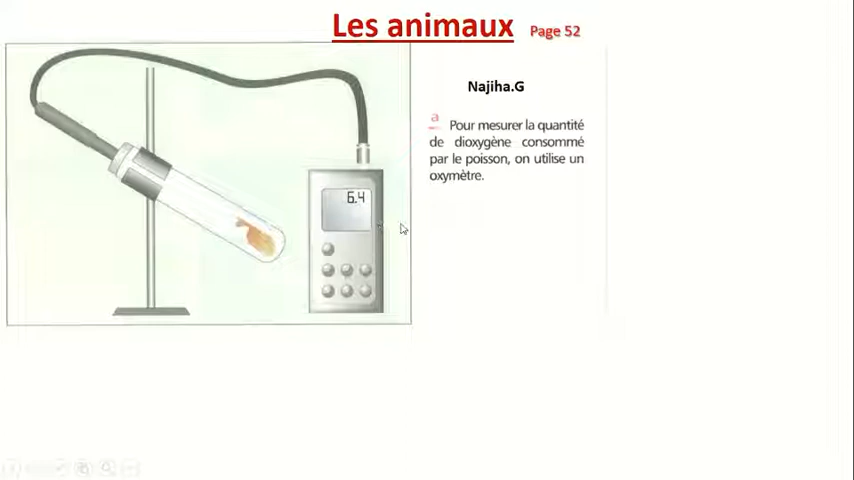 Les animaux Page 52
Najiha.G
a Pour mesurer la quantité
de dioxygène consommé
par le poisson, on utilise un
oxymètre.
6.4